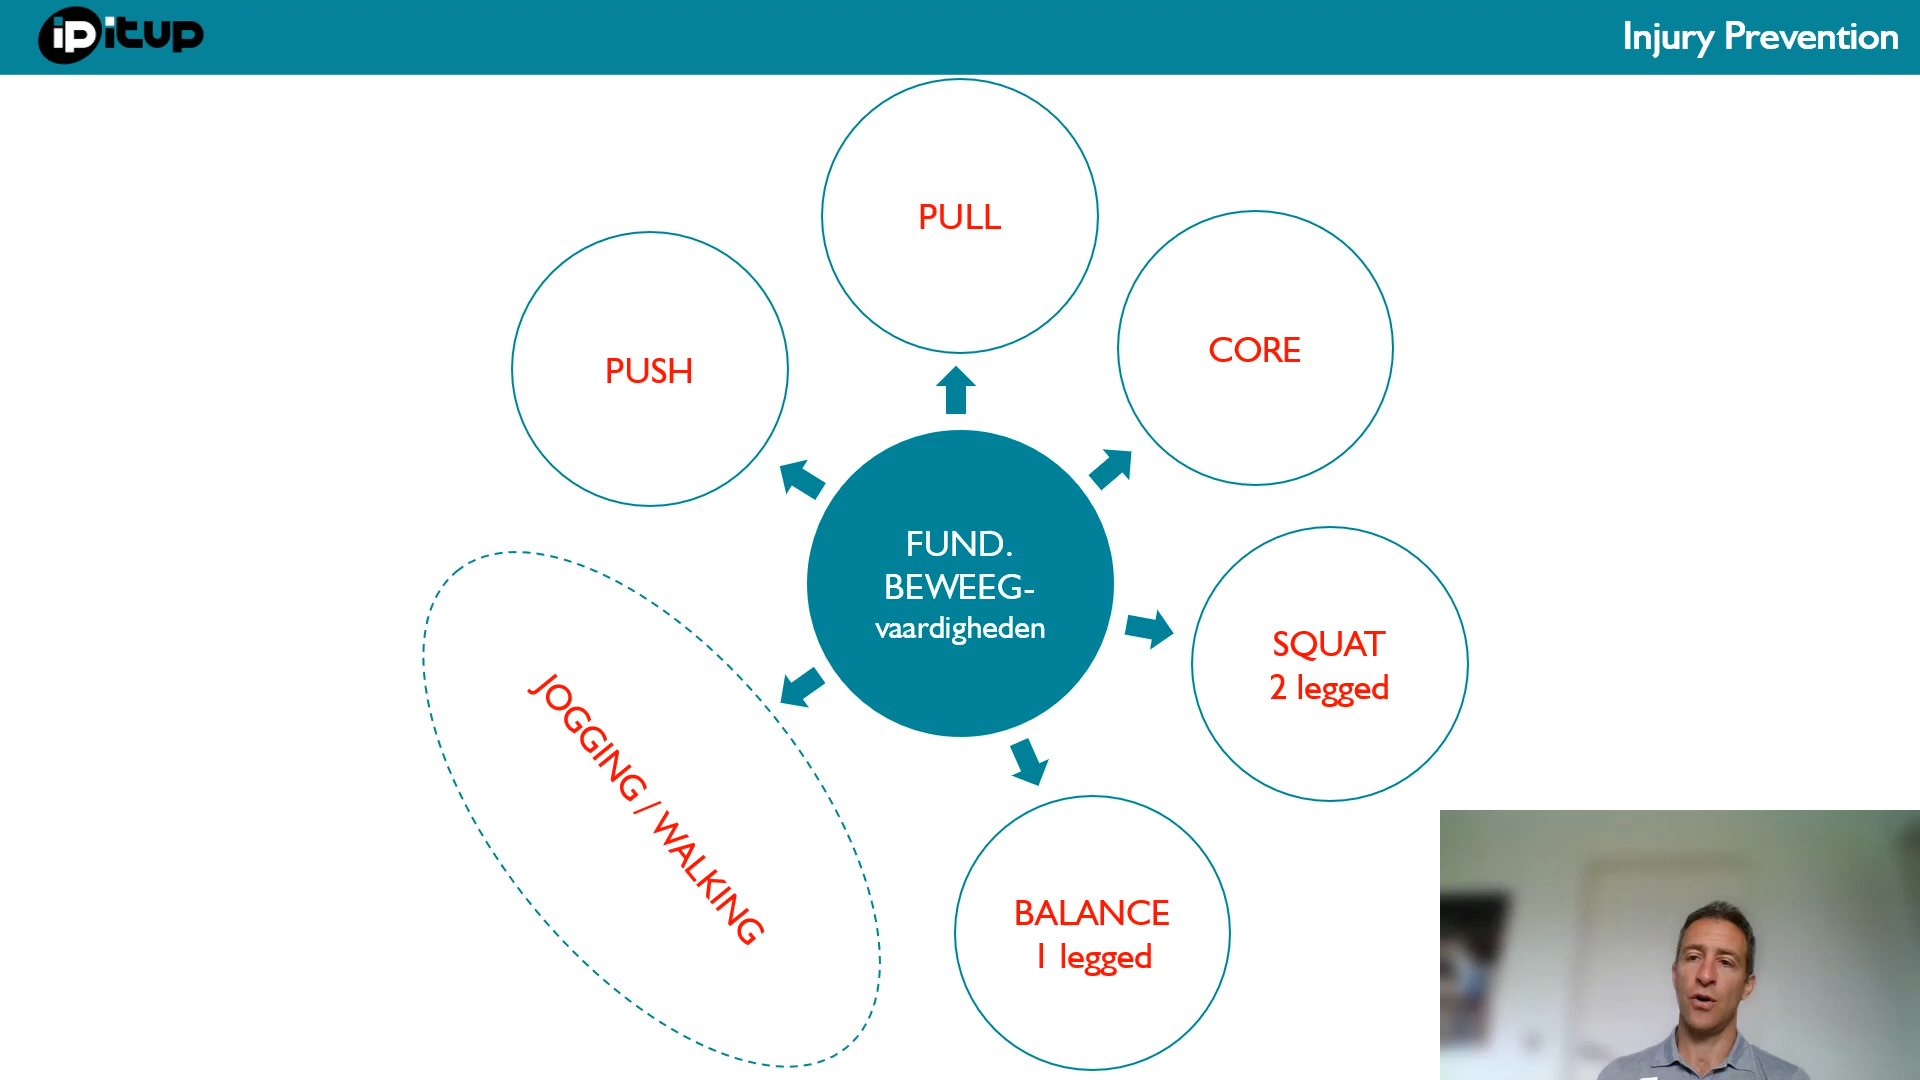 ipitup
Injury Prevention
PULL
PUSH
CORE
FUND.
BEWEEG-
vaardigheden
SQUAT
2 legged
JOGGING / WALKING
BALANCE
1 legged